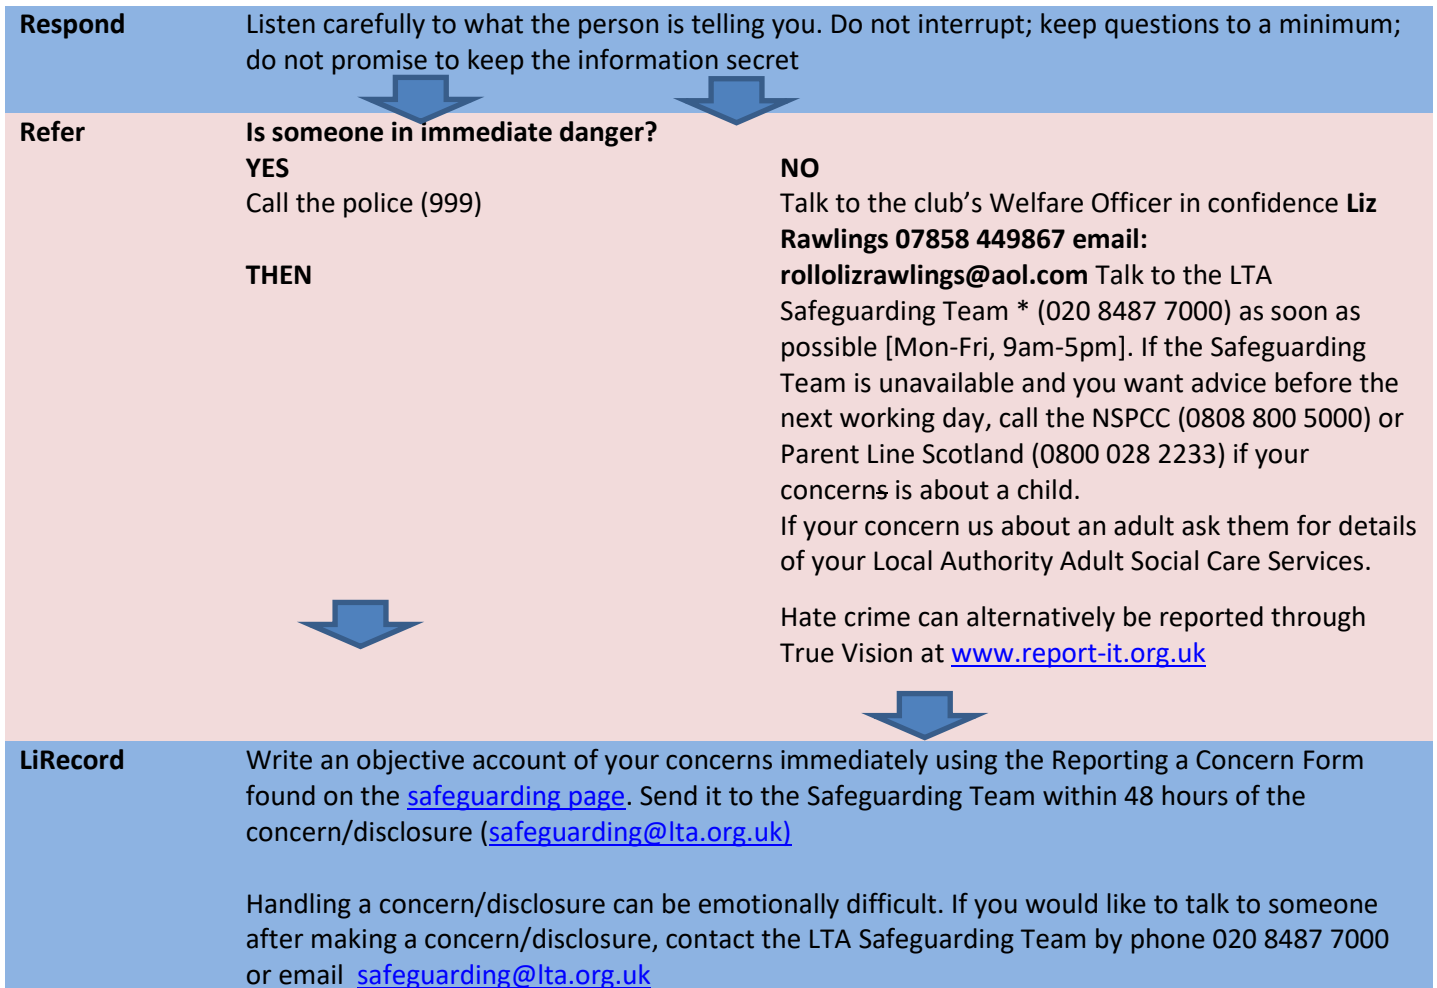 Respond
Listen carefully to what the person is telling you. Do not interrupt; keep questions to a minimum;
do not promise to keep the information secret
Refer
Is someone in immediate danger?
YES
Call the police (999)
THEN
NO
Talk to the club’s Welfare Officer in confidence Liz
Rawlings 07858 449867 email:
rollolizrawlings@aol.com Talk to the LTA
Safeguarding Team * (020 8487 7000) as soon as
possible [Mon-Fri, 9am-5pm]. If the Safeguarding
Team is unavailable and you want advice before the
next working day, call the NSPCC (0808 800 5000) or
Parent Line Scotland (0800 028 2233) if your
concerns is about a child.
If your concern us about an adult ask them for details
of your Local Authority Adult Social Care Services.
Hate crime can alternatively be reported through
True Vision at www.report-it.org.uk
LiRecord
Write an objective account of your concerns immediately using the Reporting a Concern Form
found on the safeguarding page. Send it to the Safeguarding Team within 48 hours of the
concern/disclosure (safeguarding@lta.org.uk)
Handling a concern/disclosure can be emotionally difficult. If you would like to talk to someone
after making a concern/disclosure, contact the LTA Safeguarding Team by phone 020 8487 7000
or email safeguarding@lta.org.uk